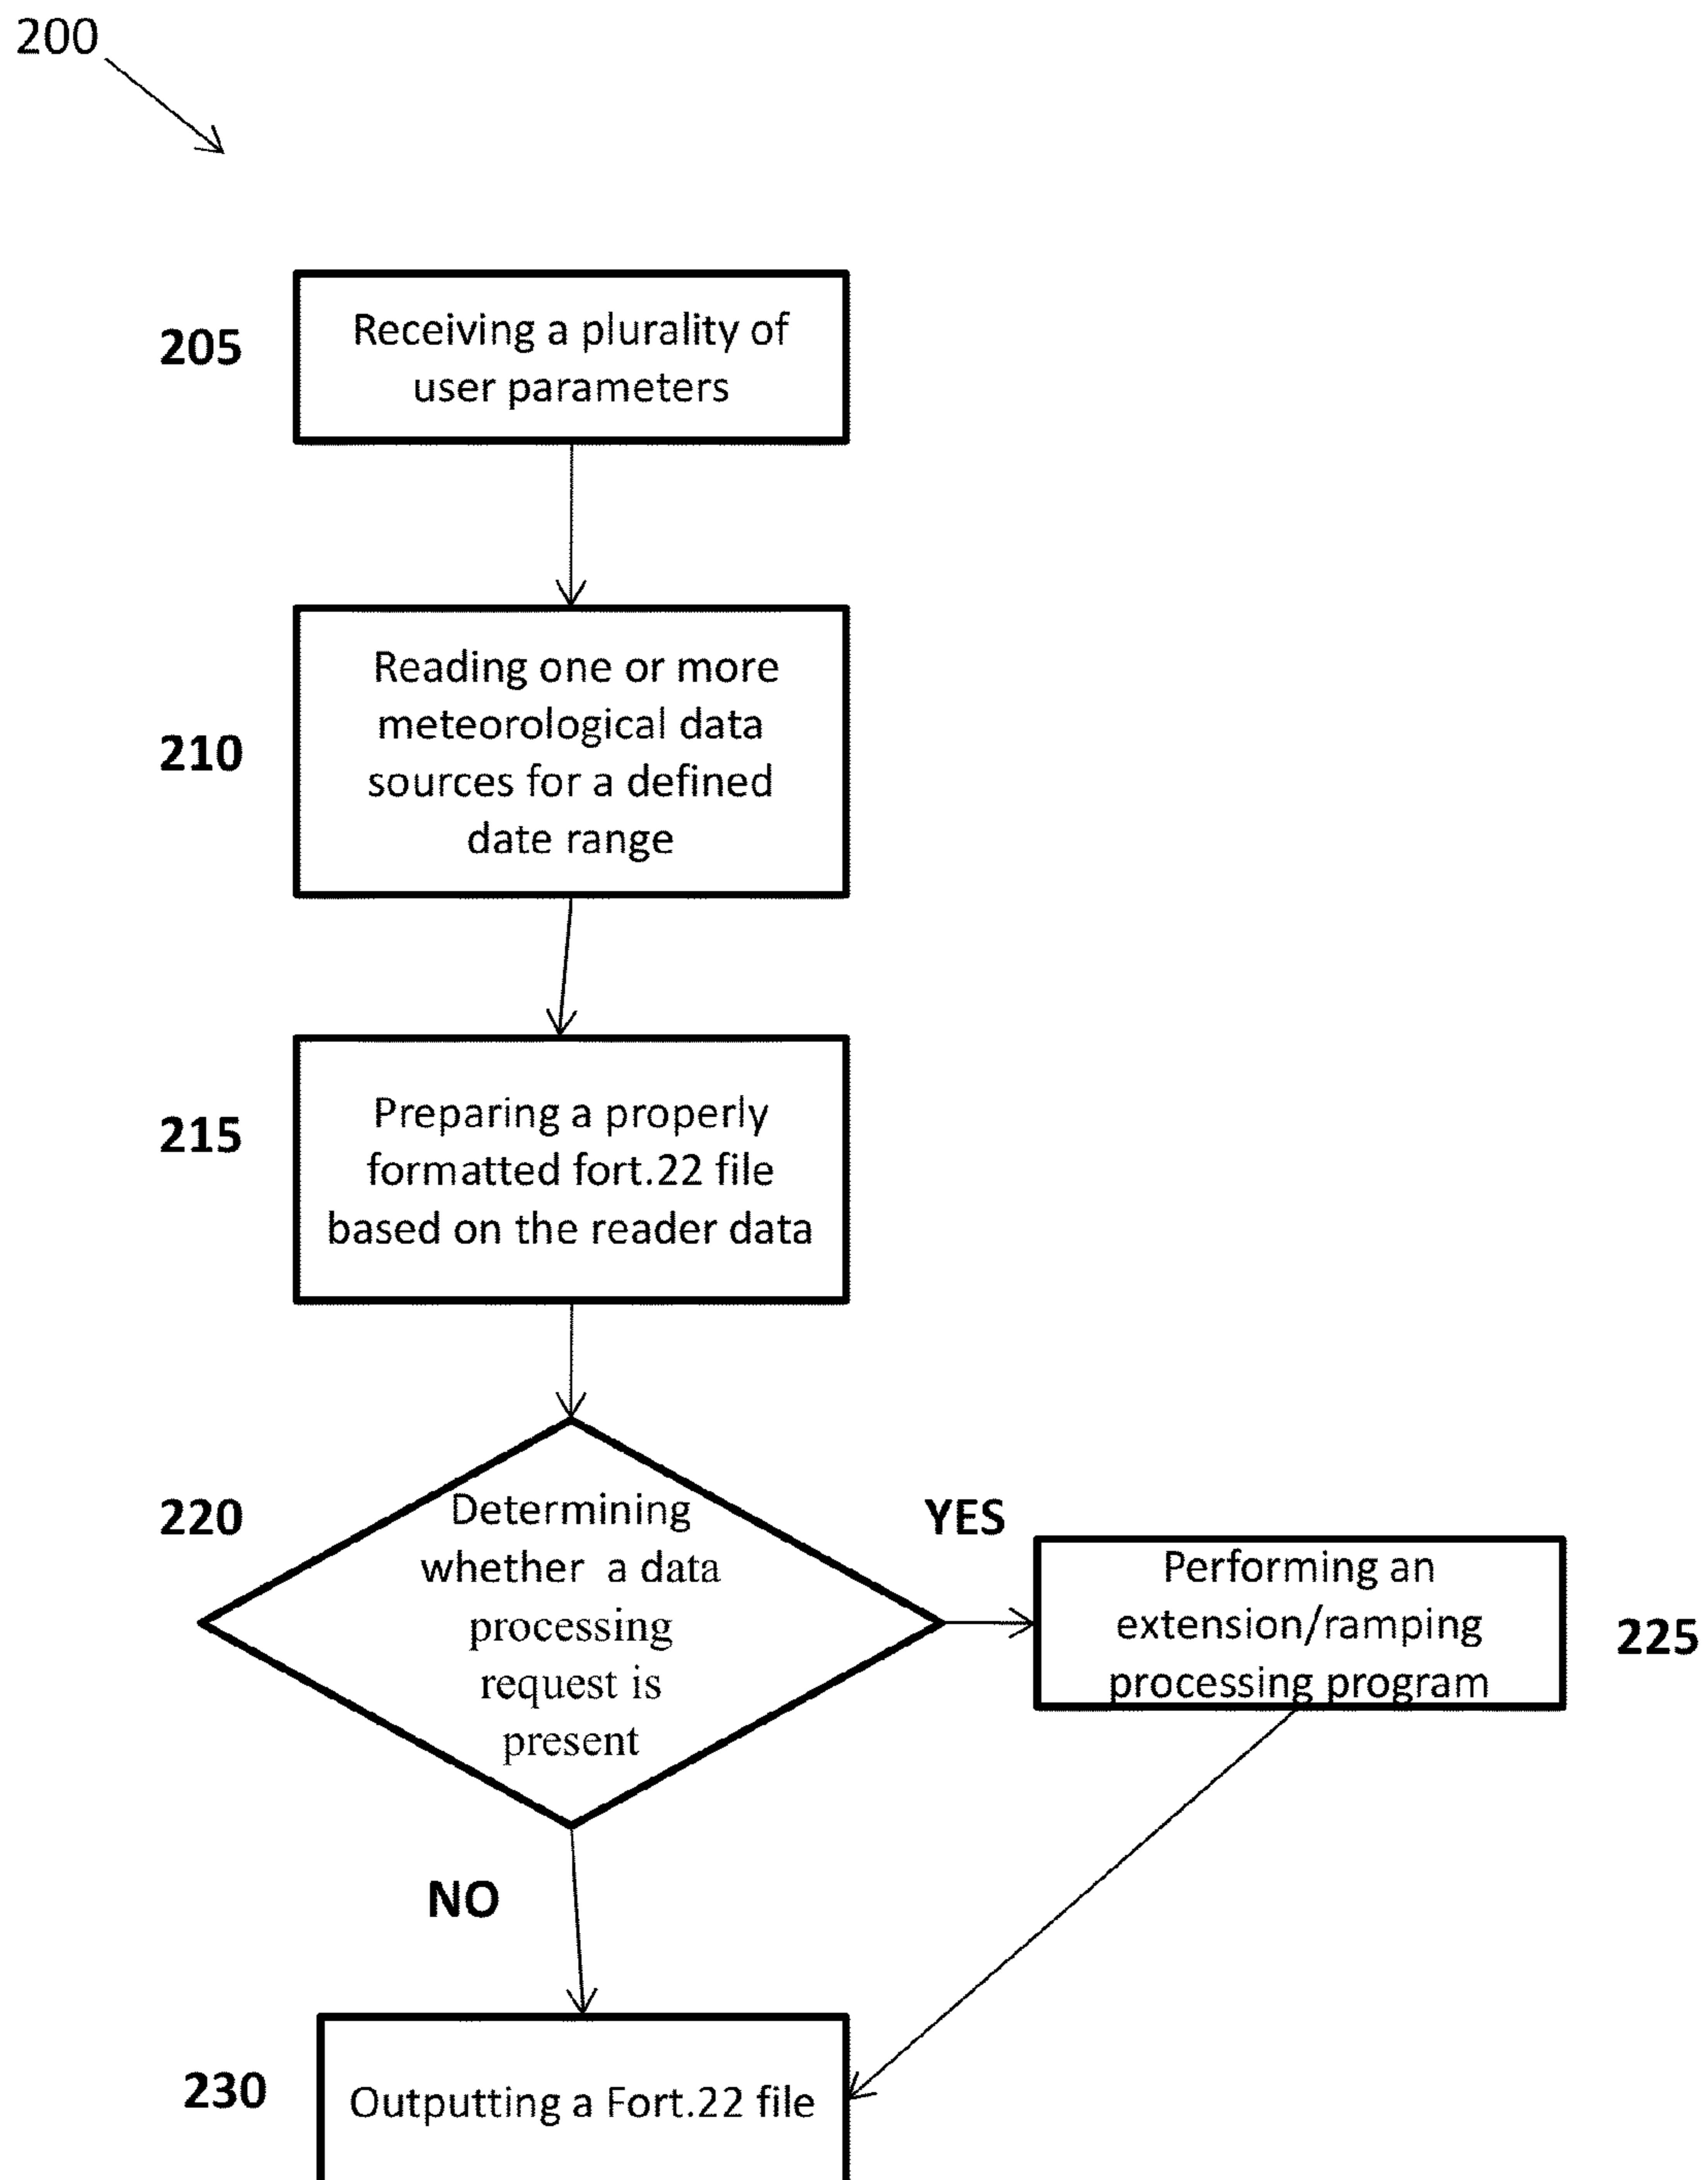 200
205
Receiving a plurality of
user parameters
210
Reading one or more
meteorological data
sources for a defined
date range
215
Preparing a properly
formatted fort.22 file
based on the reader data
220
Determining
whether a data
processing
request is
present
YES
Performing an
extension/ramping
processing program
225
NO
230
Outputting a Fort.22 file